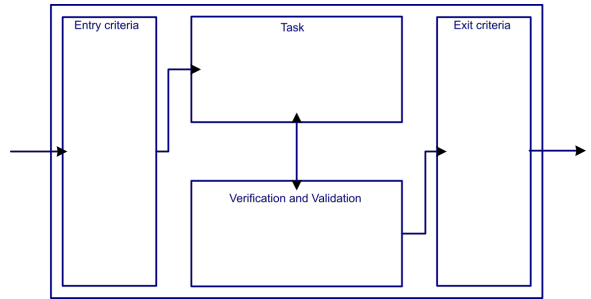 Entry criteria
Task
Exit criteria
Verification and Validation